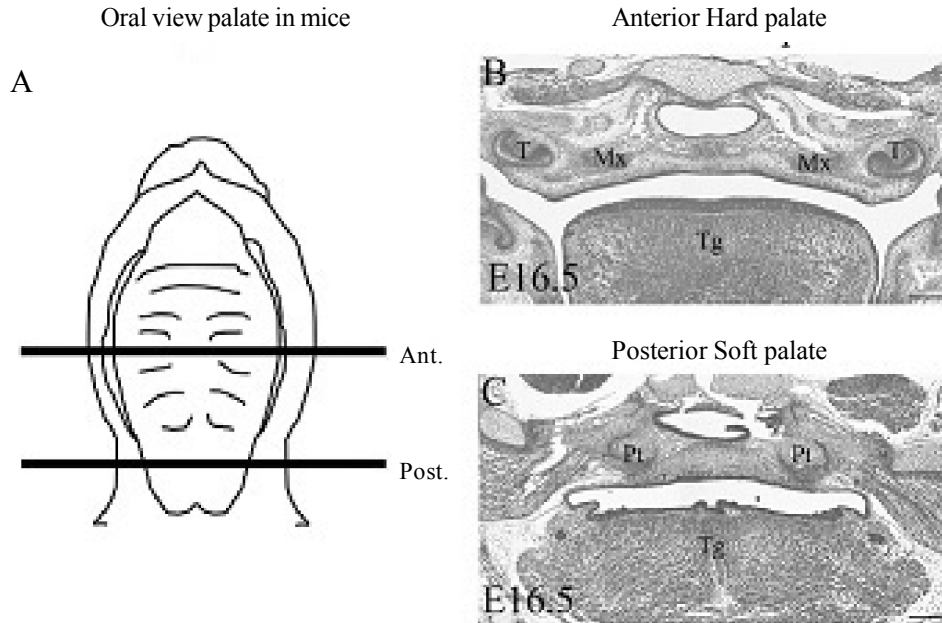 Oral view palate in mice
A
Ant.
Post.
Anterior Hard palate
B
T
Mx
Mx
T
Tg
E16.5
Posterior Soft palate
C
Pt
Pt
Tg
E16.5